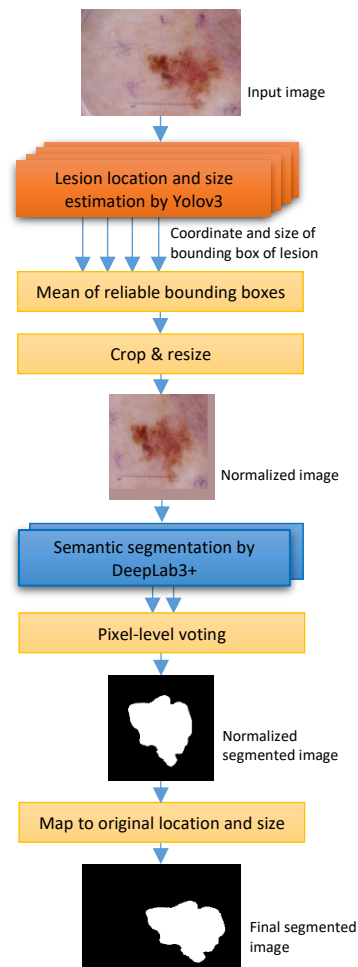 Input image
Lesion location and size
estimation by Yolov3
Coordinate and size of
bounding box of lesion
Mean of reliable bounding boxes
Crop & resize
Normalized image
Semantic segmentation by
DeepLab3+
Pixel-level voting
Normalized
segmented image
Map to original location and size
Final segmented
image